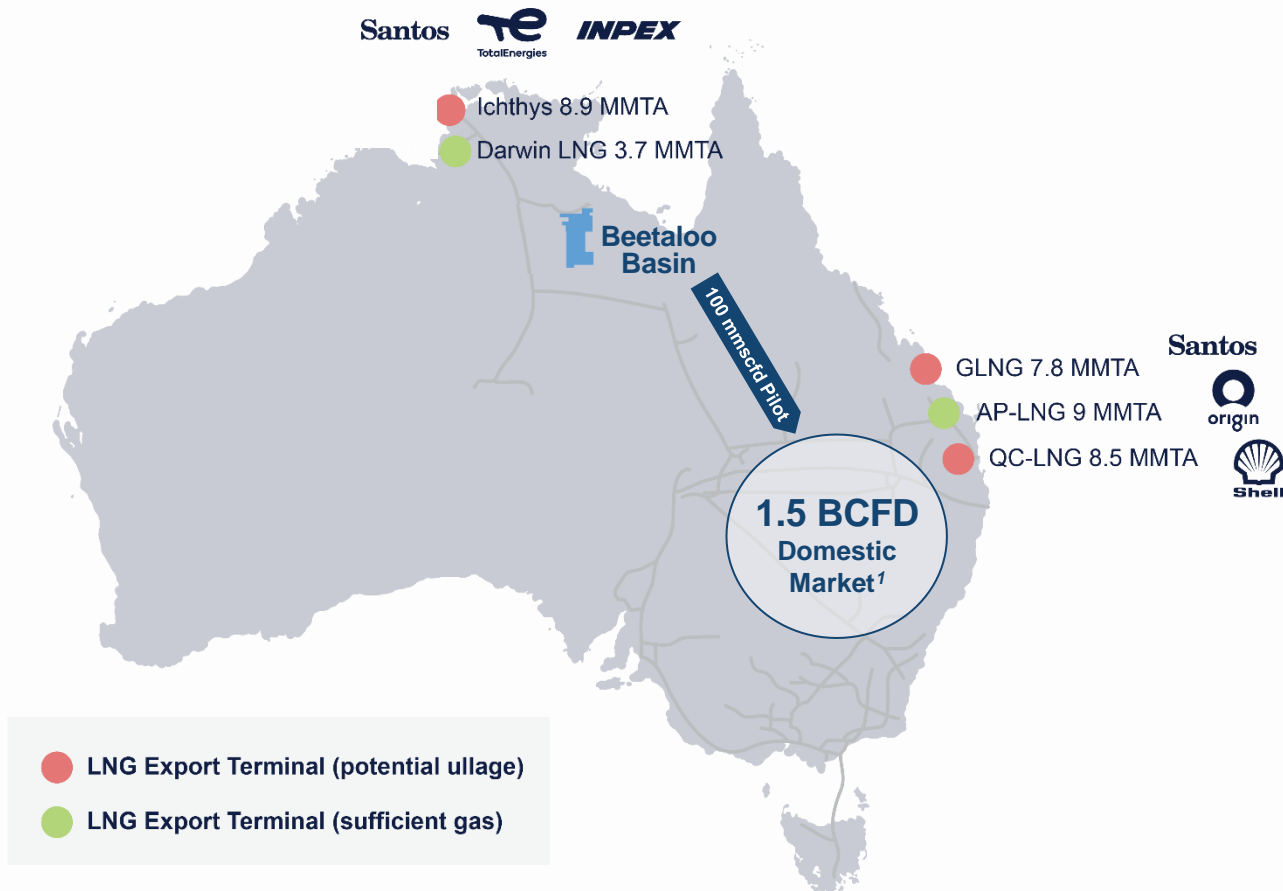 Santos
TotalEnergies
INPEX
Ichthys 8.9 MMTA
Darwin LNG 3.7 MMTA
Beetaloo
Basin
100 mmscfd Pilot
Santos
GLNG 7.8 MMTA
origin
AP-LNG 9 MMTA
QC-LNG 8.5 MMTA
Shell
1.5 BCFD
Domestic
Market¹
LNG Export Terminal (potential ullage)
LNG Export Terminal (sufficient gas)